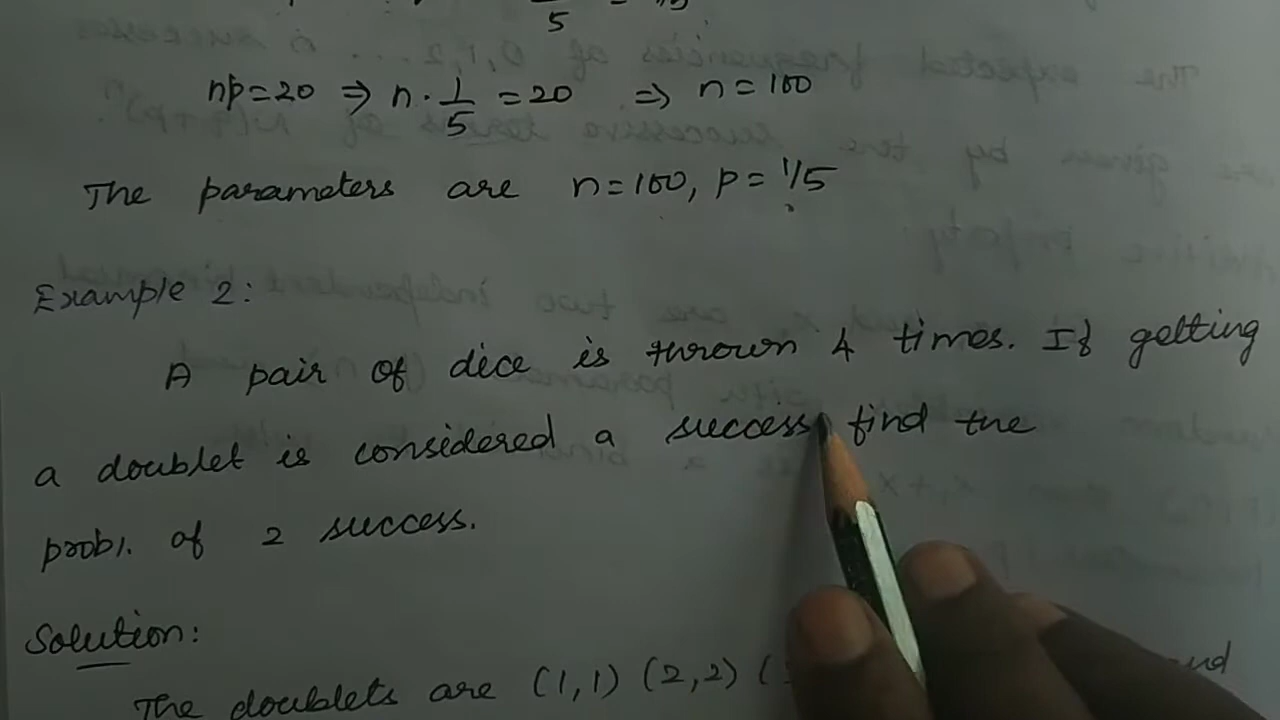 5
np=20 ⇒ n · 1/5 = 20 ⇒ n = 100
The parameters are n=100, p = 1/5
Example 2:
A pair of dice is thrown 4 times. If getting
a doublet is considered a success find the
probl. of 2 success.
Solution:
The doublets are (1,1) (2,2) (